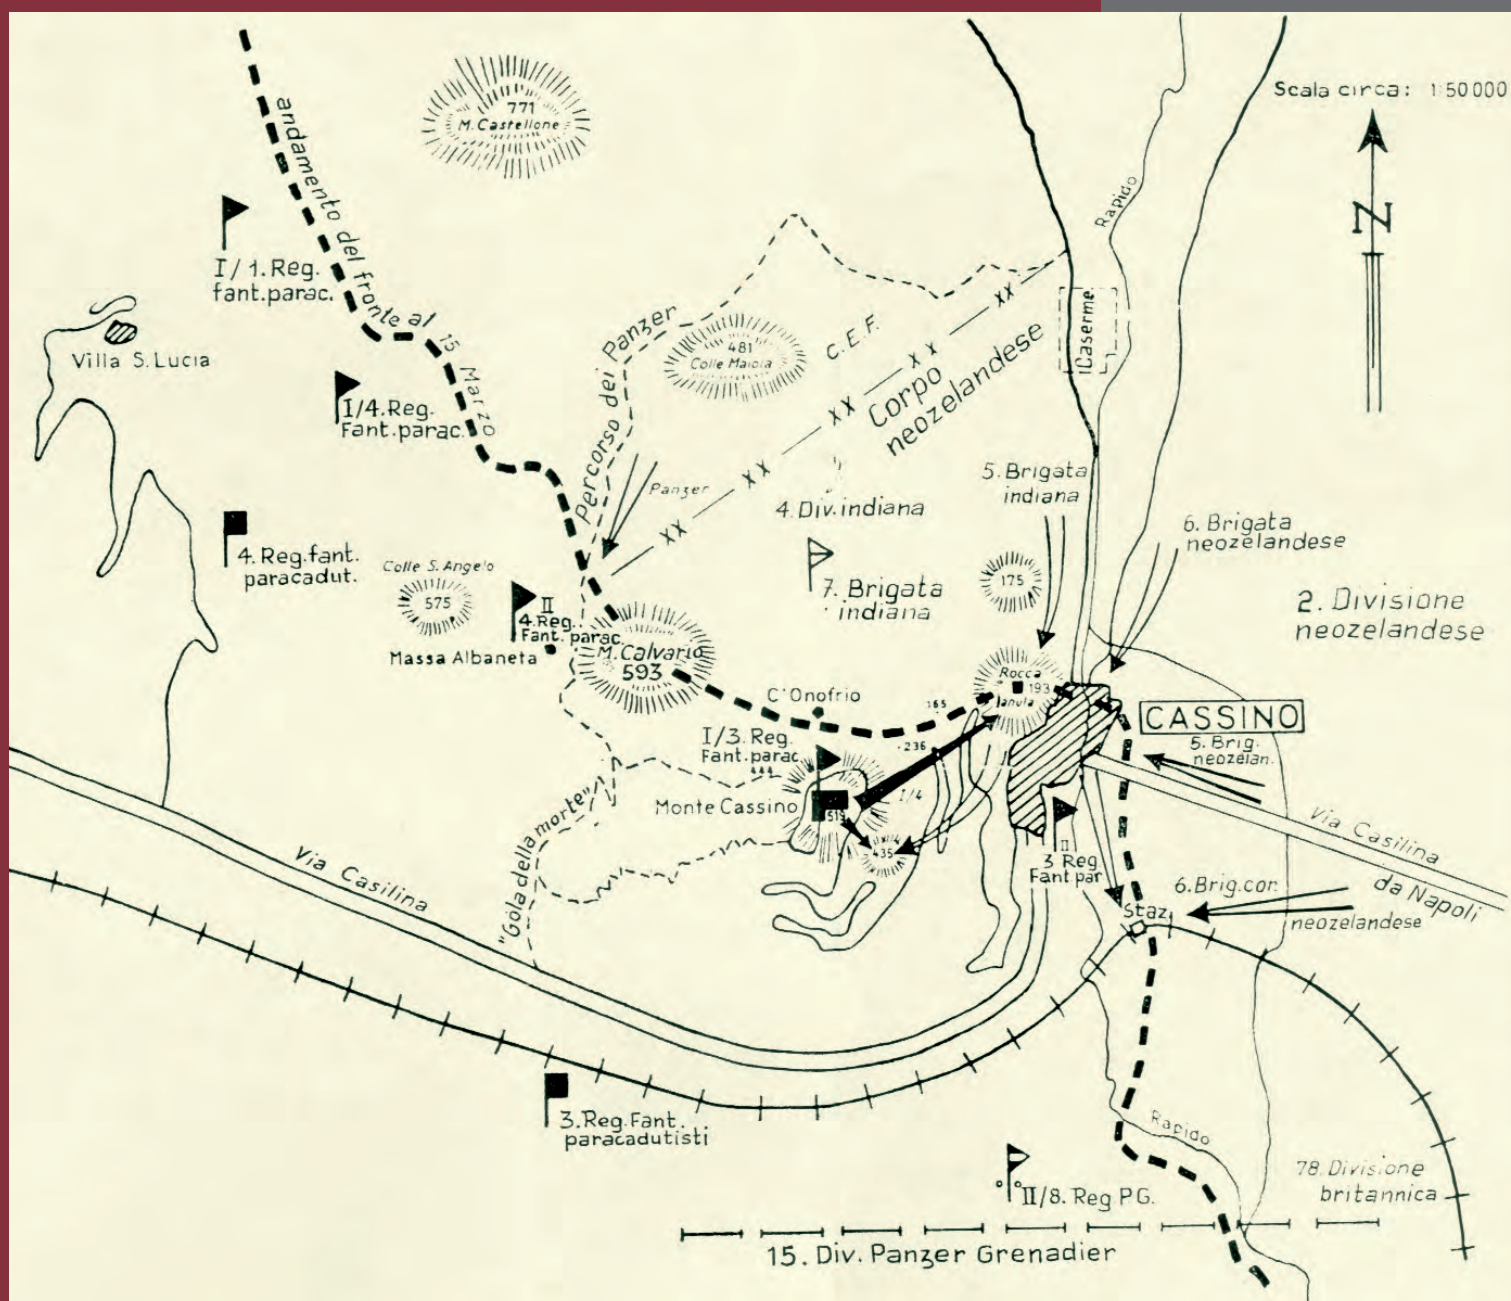 Scala circa: 1:50000
N
771
M. Castellone
andamento del fronte al 15 Marzo
Rapido
I/1. Reg.
fant. parac.
Villa S. Lucia
Percorso dei Panzer
481
Colle Maiola
C.E.F.
XX
XX
XX
XX
XX
Corpo
neozelandese
Caserme
I/4. Reg.
Fant. parac.
Panzer
4. Div. indiana
5. Brigata
indiana
6. Brigata
neozelandese
4. Reg. fant.
paracadut.
Colle S. Angelo
575
II
4. Reg.
Fant. parac.
Massa Albaneta
M. Calvario
593
7. Brigata
indiana
175
2. Divisione
neozelandese
Rocca
193
Ianula
C'Onofrio
165
236
CASSINO
5. Brig.
neozelan.
I/3. Reg.
Fant. parac.
Monte Cassino
I/4
435
"Gola della morte"
Via Casilina
Via Casilina
da Napoli
II
3 Reg
Fant par
Staz.
6. Brig. cor.
neozelandese
3. Reg. Fant.
paracadutisti
Rapido
II/8. Reg P.G.
78. Divisione
britannica
15. Div. Panzer Grenadier